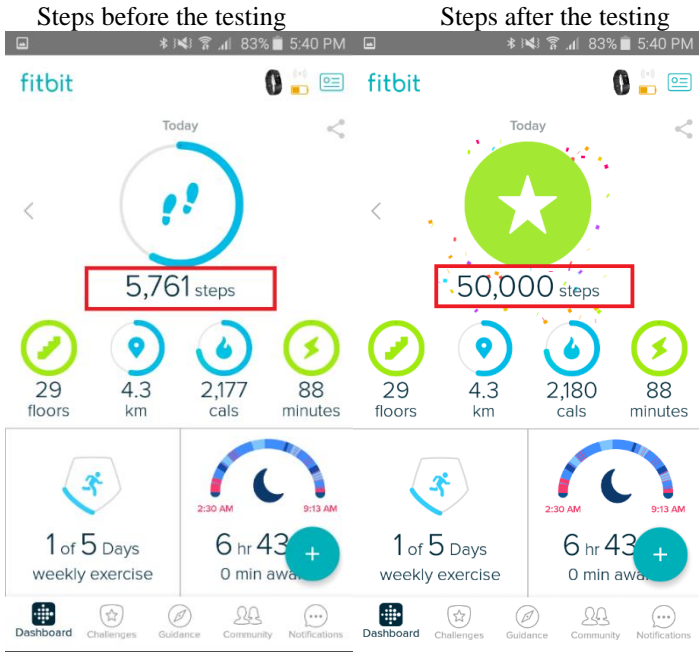 Steps before the testing
83% 5:40 PM
fitbit
Today
5,761 steps
29 floors
4.3 km
2,177 cals
88 minutes
2:30 AM 9:13 AM
1 of 5 Days
weekly exercise
6 hr 43
0 min
+
Dashboard Challenges Guidance Community Notifications
Steps after the testing
83% 5:40 PM
fitbit
Today
50,000 steps
29 floors
4.3 km
2,180 cals
88 minutes
2:30 AM 9:13 AM
1 of 5 Days
weekly exercise
6 hr 43
0 min
+
Dashboard Challenges Guidance Community Notifications